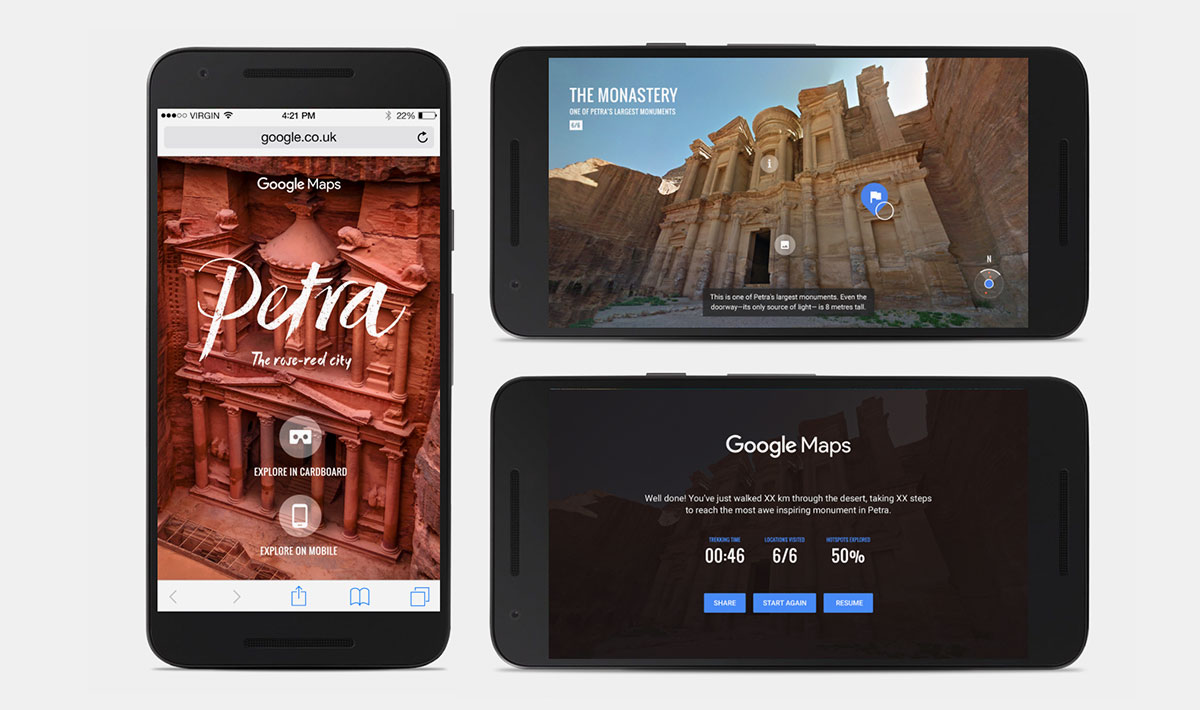 VIRGIN
4:21 PM
22%
google.co.uk
Google Maps
Petra
The rose-red city
EXPLORE IN CARDBOARD
EXPLORE ON MOBILE
THE MONASTERY
ONE OF PETRA'S LARGEST MONUMENTS
6/6
i
N
This is one of Petra's largest monuments. Even the
doorway—its only source of light— is 8 metres tall.
Google Maps
Well done! You've just walked XX km through the desert, taking XX steps
to reach the most awe inspiring monument in Petra.
TREKKING TIME
LOCATIONS VISITED
HOTSPOTS EXPLORED
00:46
6/6
50%
SHARE
START AGAIN
RESUME